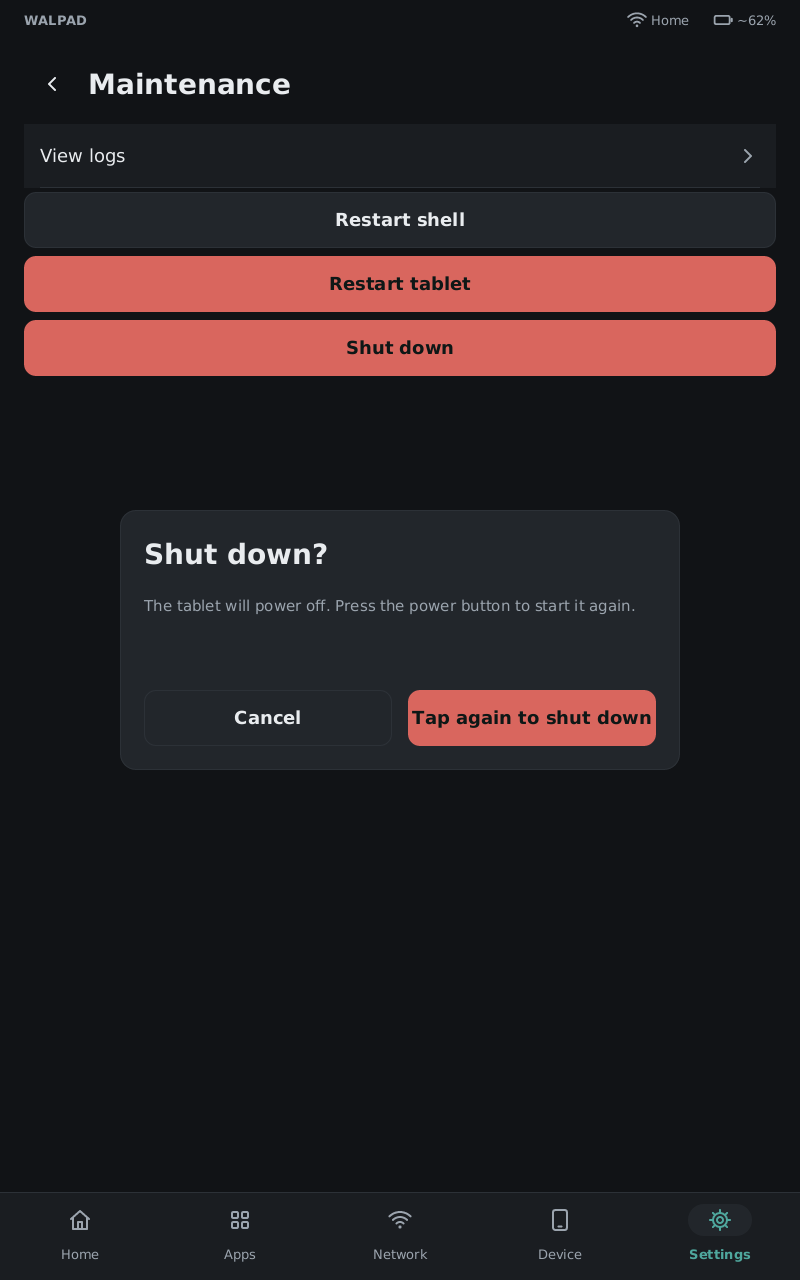 WALPAD
Home
~62%
Maintenance
View logs
Restart shell
Restart tablet
Shut down
Shut down?
The tablet will power off. Press the power button to start it again.
Cancel
Tap again to shut down
Home
Apps
Network
Device
Settings